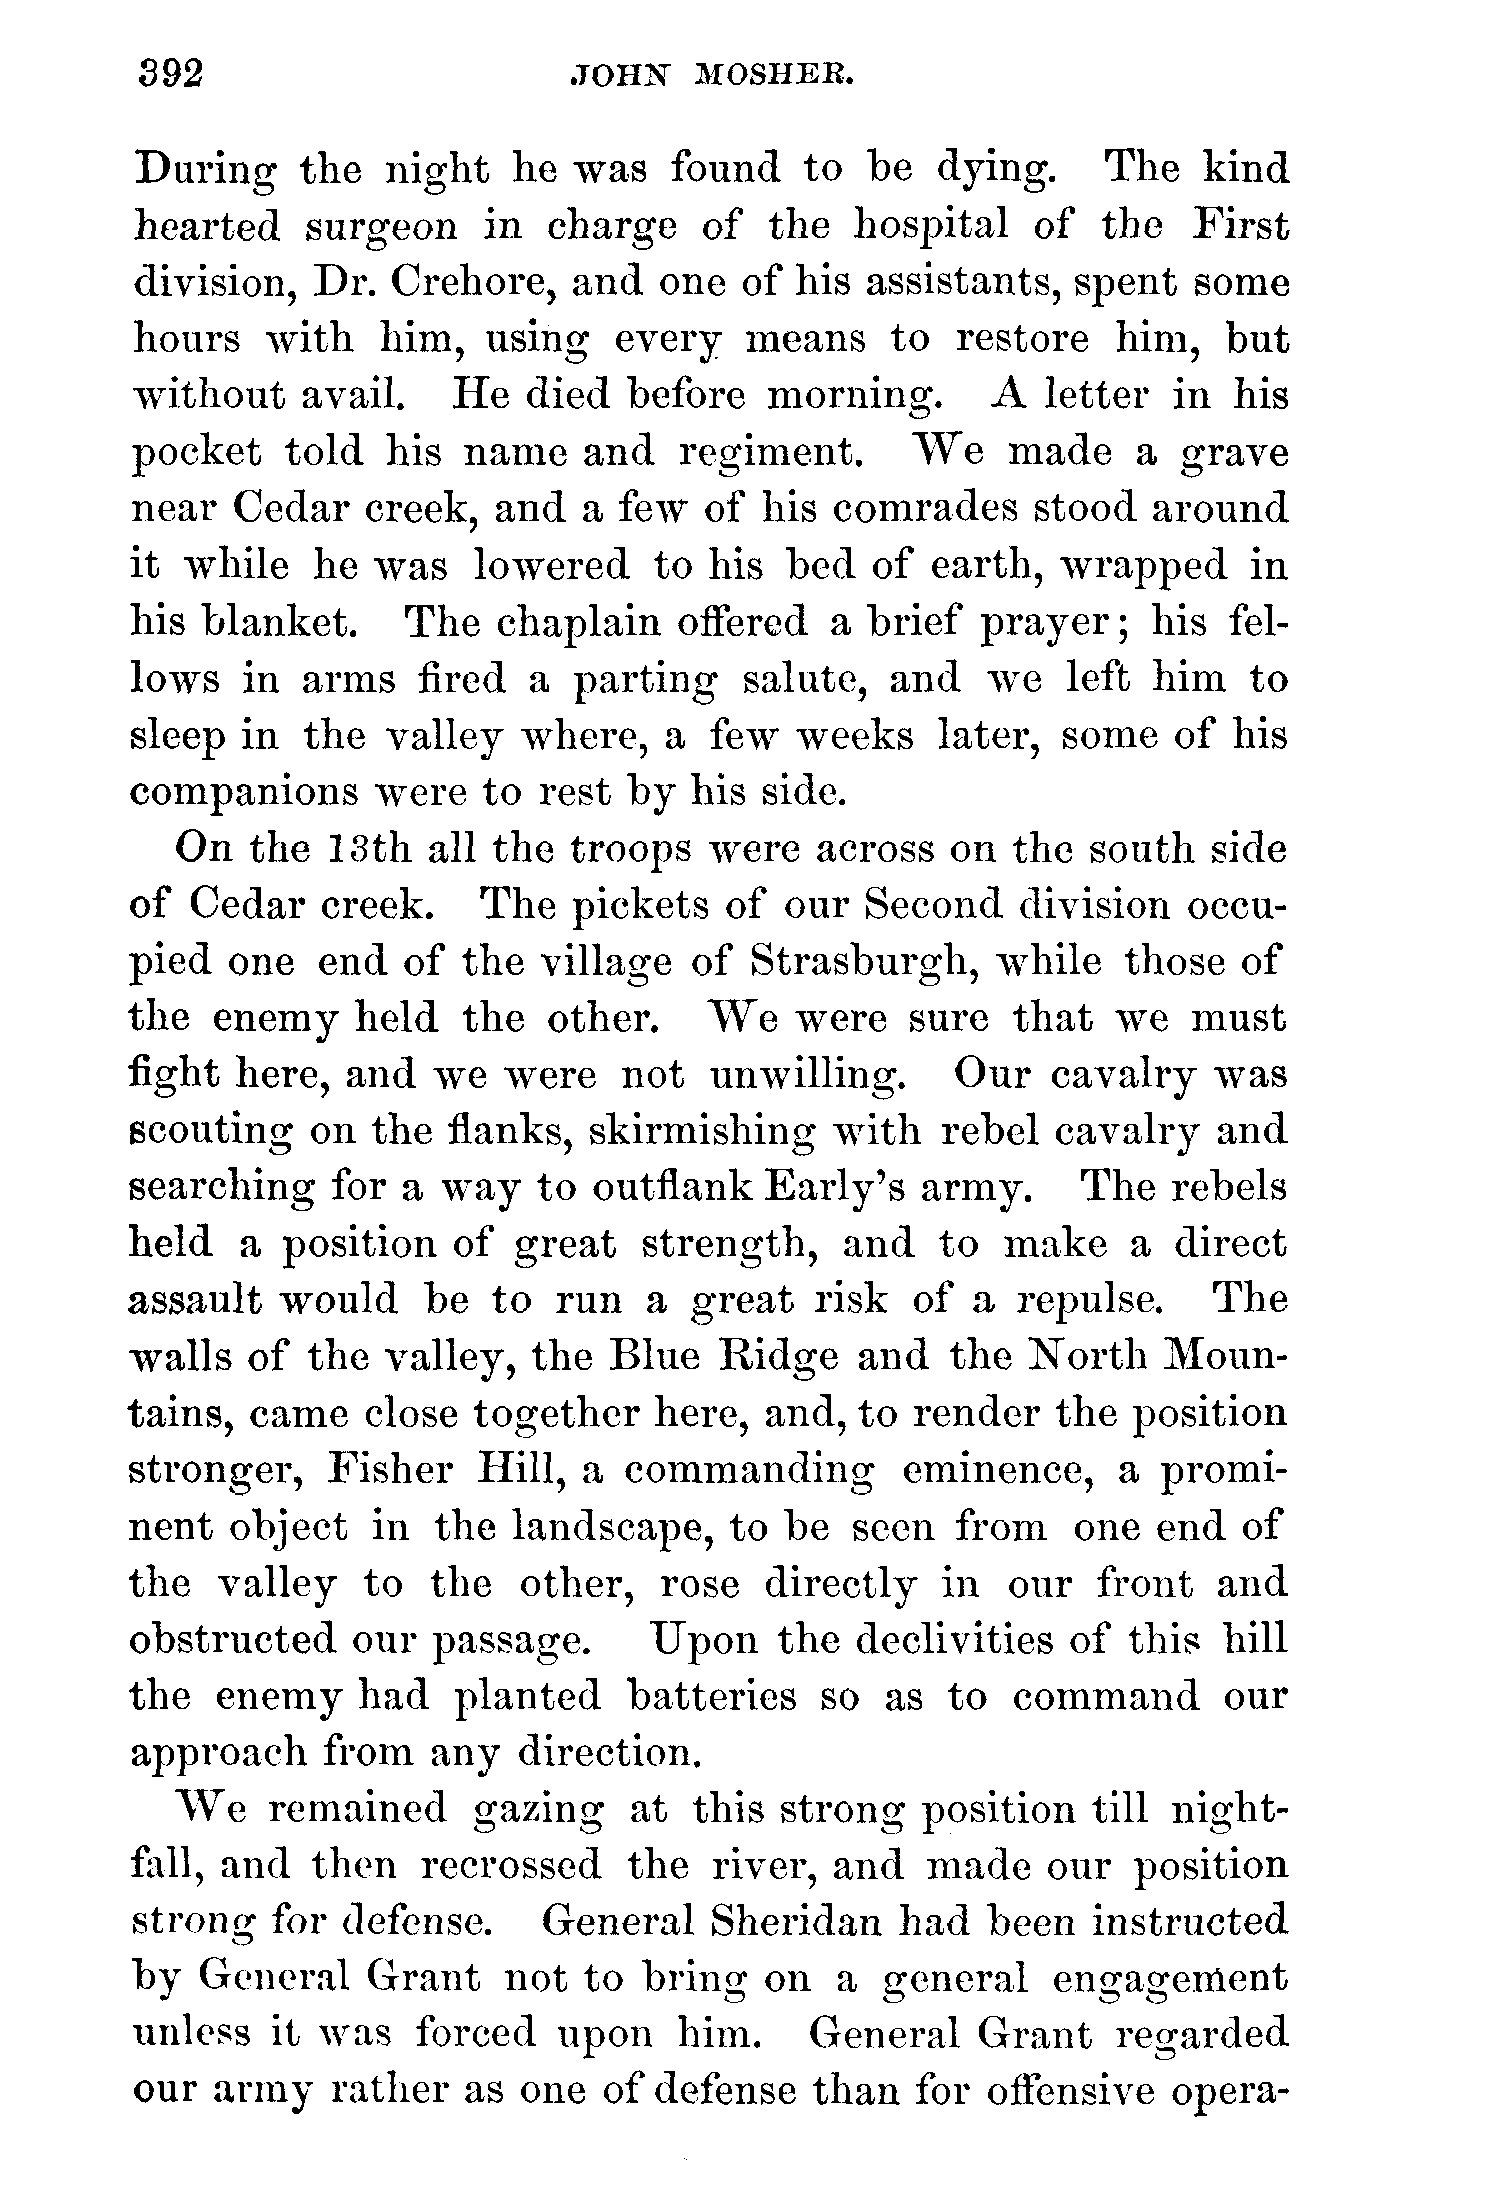 392 JOHN MOSHER.
During the night he was found to be dying. The kind
hearted surgeon in charge of the hospital of the First
division, Dr. Crehore, and one of his assistants, spent some
hours with him, using every means to restore him, but
without avail. He died before morning. A letter in his
pocket told his name and regiment. We made a grave
near Cedar creek, and a few of his comrades stood around
it while he was lowered to his bed of earth, wrapped in
his blanket. The chaplain offered a brief prayer; his fel-
lows in arms fired a parting salute, and we left him to
sleep in the valley where, a few weeks later, some of his
companions were to rest by his side.
On the 13th all the troops were across on the south side
of Cedar creek. The pickets of our Second division occu-
pied one end of the village of Strasburgh, while those of
the enemy held the other. We were sure that we must
fight here, and we were not unwilling. Our cavalry was
scouting on the flanks, skirmishing with rebel cavalry and
searching for a way to outflank Early's army. The rebels
held a position of great strength, and to make a direct
assault would be to run a great risk of a repulse. The
walls of the valley, the Blue Ridge and the North Moun-
tains, came close together here, and, to render the position
stronger, Fisher Hill, a commanding eminence, a promi-
nent object in the landscape, to be seen from one end of
the valley to the other, rose directly in our front and
obstructed our passage. Upon the declivities of this hill
the enemy had planted batteries so as to command our
approach from any direction.
We remained gazing at this strong position till night-
fall, and then recrossed the river, and made our position
strong for defense. General Sheridan had been instructed
by General Grant not to bring on a general engagement
unless it was forced upon him. General Grant regarded
our army rather as one of defense than for offensive opera-